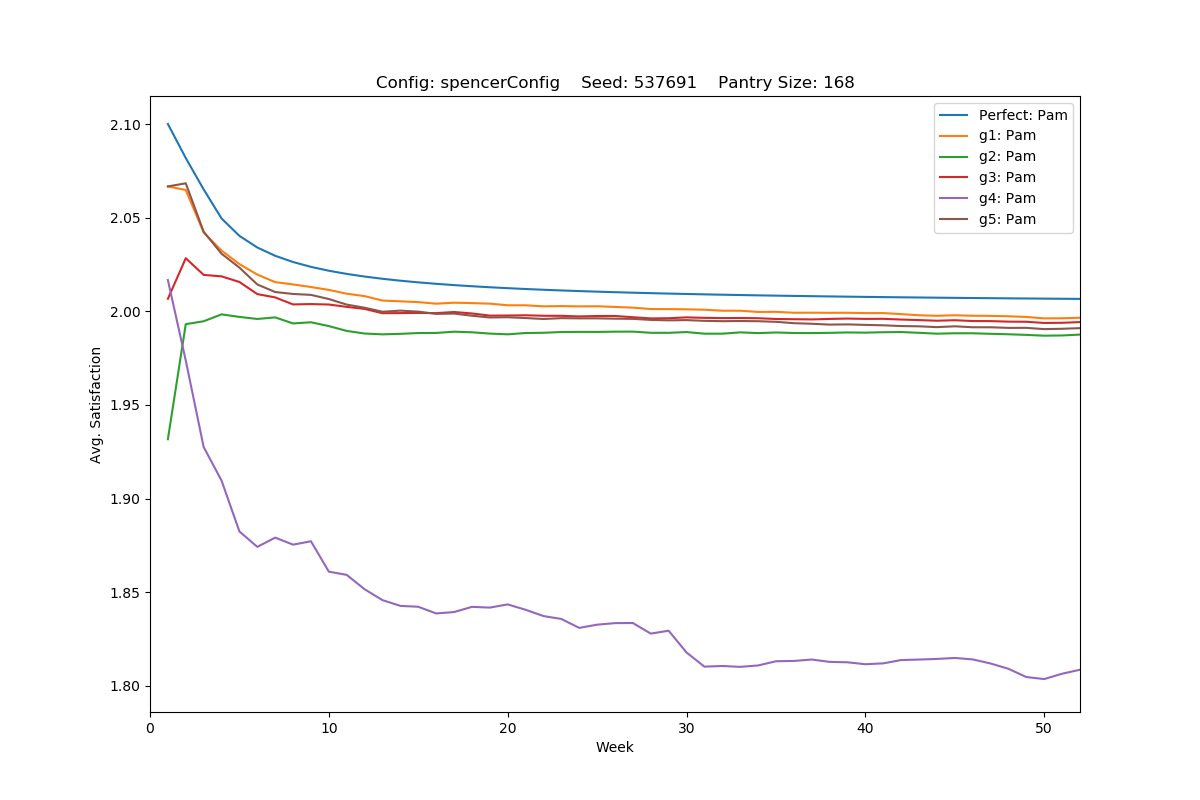 Config: spencerConfig    Seed: 537691    Pantry Size: 168
Perfect: Pam
g1: Pam
g2: Pam
g3: Pam
g4: Pam
g5: Pam
2.10
2.05
2.00
1.95
1.90
1.85
1.80
Avg. Satisfaction
0 10 20 30 40 50
Week